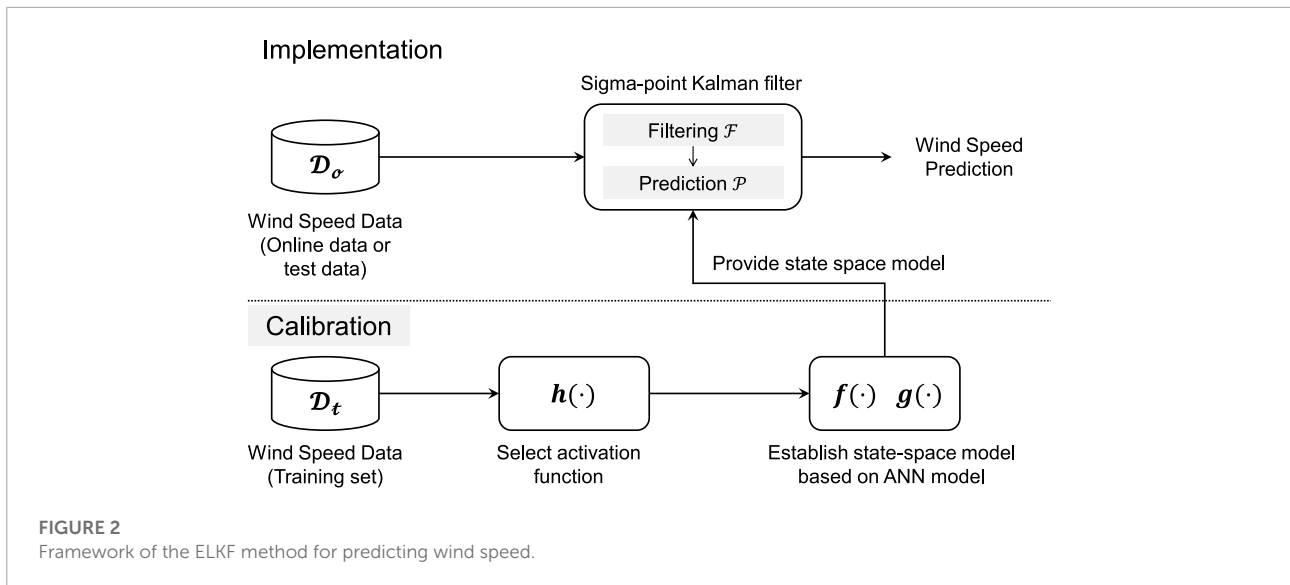 Implementation
Sigma-point Kalman filter
Filtering ℱ
𝒟ℴ
Prediction 𝒫
Wind Speed
Prediction
Wind Speed Data
(Online data or
test data)
Provide state space model
Calibration
𝒟𝓉
h(·)
f(·) g(·)
Wind Speed Data
(Training set)
Select activation
function
Establish state-space model
based on ANN model
FIGURE 2
Framework of the ELKF method for predicting wind speed.